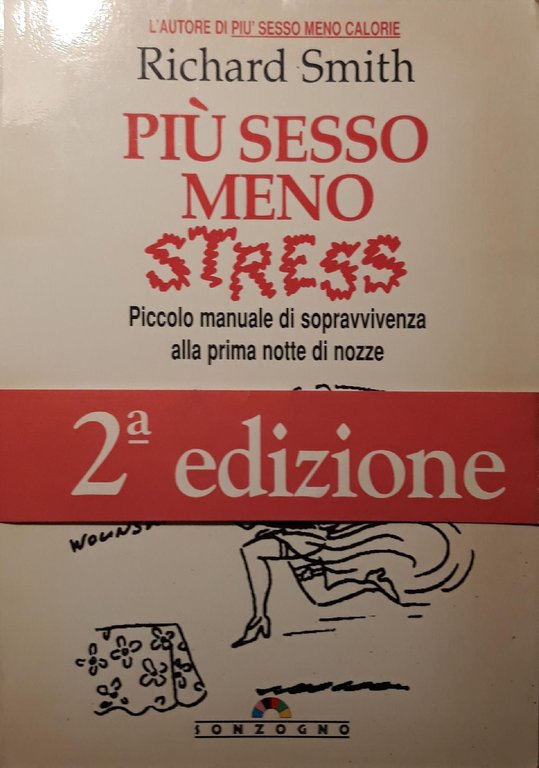 L'AUTORE DI PIU' SESSO MENO CALORIE
Richard Smith
PIÙ SESSO
MENO
STRESS
Piccolo manuale di sopravvivenza
alla prima notte di nozze
2ª edizione
SONZOGNO